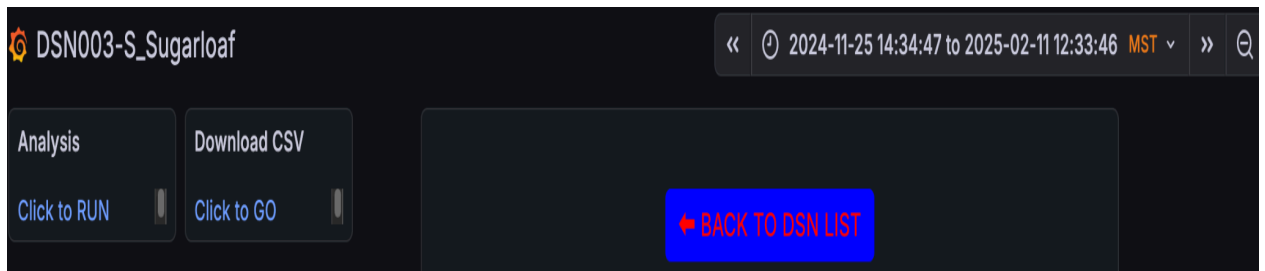 DSN003-S_Sugarloaf
« 2024-11-25 14:34:47 to 2025-02-11 12:33:46 MST »
Analysis
Click to RUN
Download CSV
Click to GO
BACK TO DSN LIST